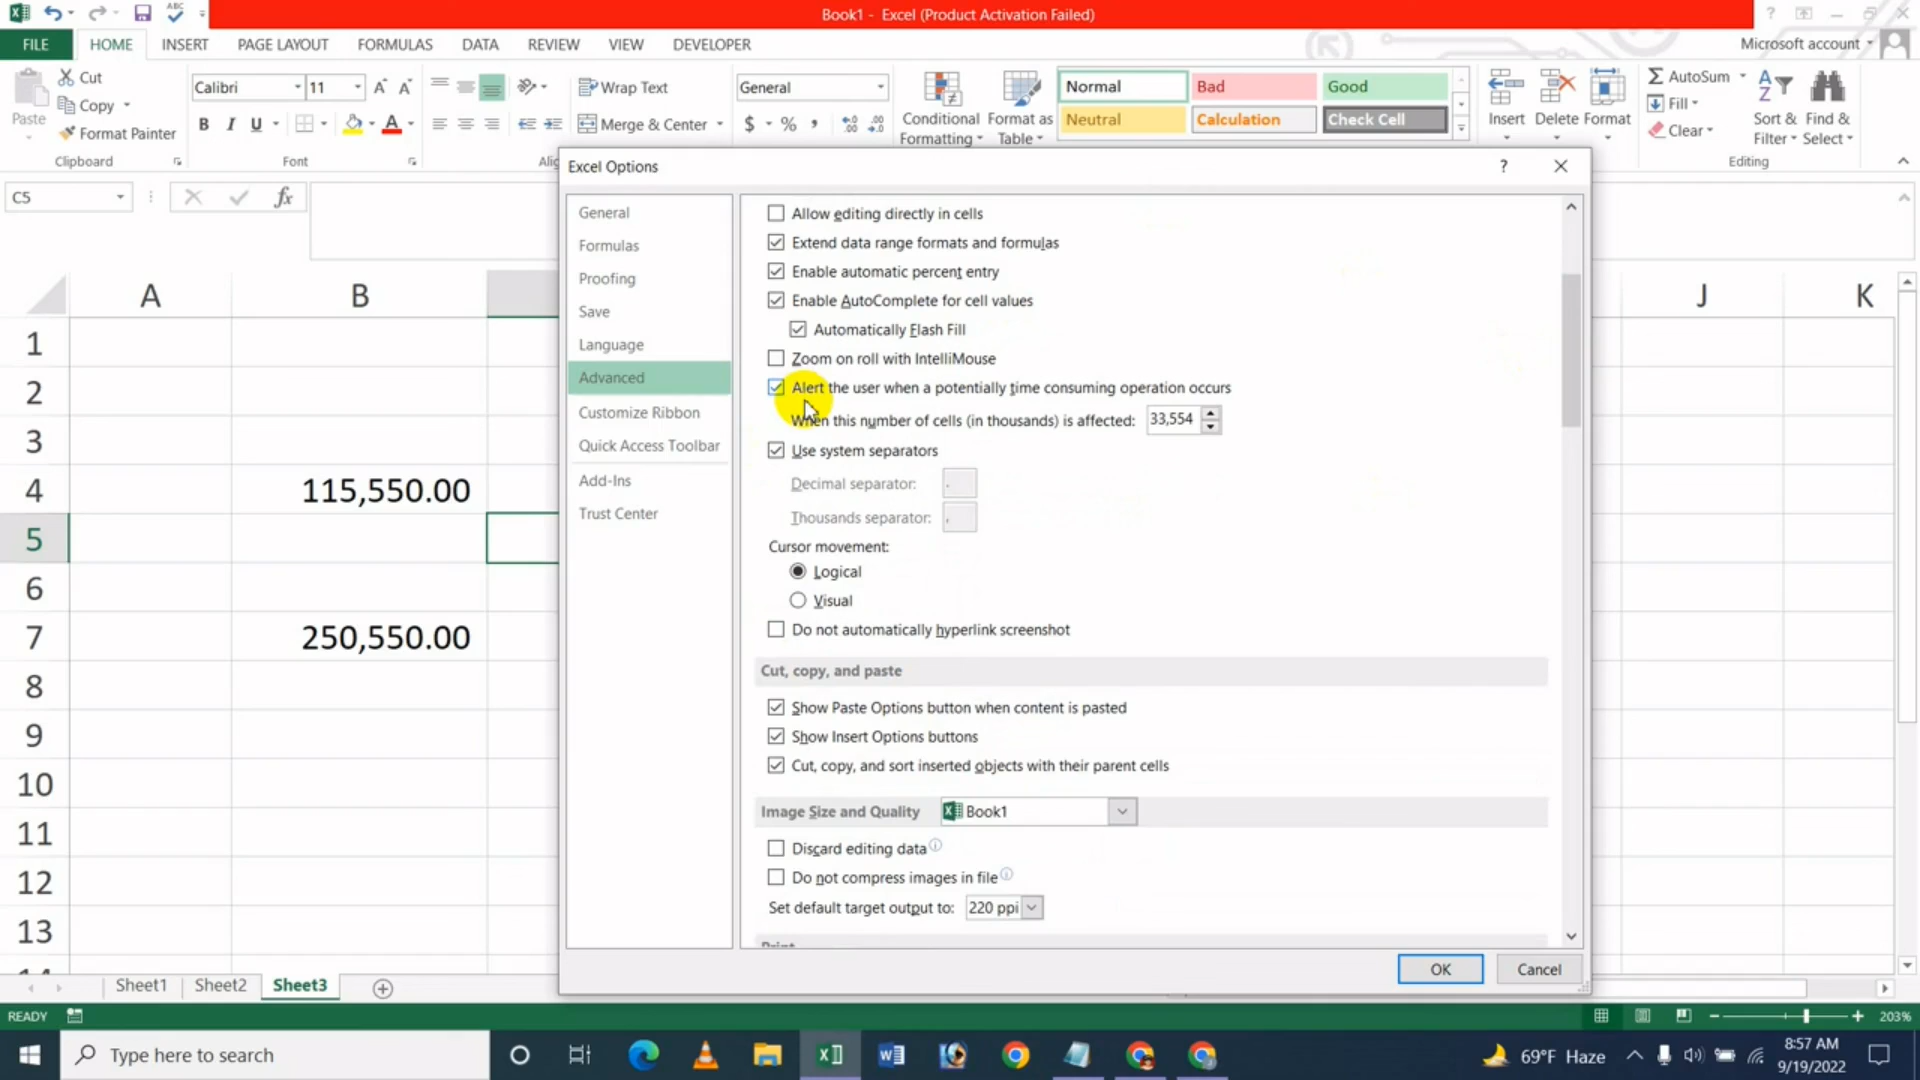 Book1 - Excel (Product Activation Failed)
FILE HOME INSERT PAGE LAYOUT FORMULAS DATA REVIEW VIEW DEVELOPER Microsoft account
Paste
Cut
Copy
Format Painter
Clipboard
Calibri 11
B I U
Font
Wrap Text
Merge & Center
General
$ % ,
Conditional Formatting
Format as Table
Normal Bad Good
Neutral Calculation Check Cell
Insert Delete Format
AutoSum
Fill
Clear
Sort & Filter
Find & Select
Editing
C5
fx
A B J K
1
2
3
4 115,550.00
5
6
7 250,550.00
8
9
10
11
12
13
Excel Options
General
Formulas
Proofing
Save
Language
Advanced
Customize Ribbon
Quick Access Toolbar
Add-Ins
Trust Center
Allow editing directly in cells
Extend data range formats and formulas
Enable automatic percent entry
Enable AutoComplete for cell values
Automatically Flash Fill
Zoom on roll with IntelliMouse
Alert the user when a potentially time consuming operation occurs
When this number of cells (in thousands) is affected: 33,554
Use system separators
Decimal separator: .
Thousands separator: ,
Cursor movement:
Logical
Visual
Do not automatically hyperlink screenshot
Cut, copy, and paste
Show Paste Options button when content is pasted
Show Insert Options buttons
Cut, copy, and sort inserted objects with their parent cells
Image Size and Quality Book1
Discard editing data
Do not compress images in file
Set default target output to: 220 ppi
OK Cancel
Sheet1 Sheet2 Sheet3
READY 203%
Type here to search
69°F Haze
8:57 AM
9/19/2022